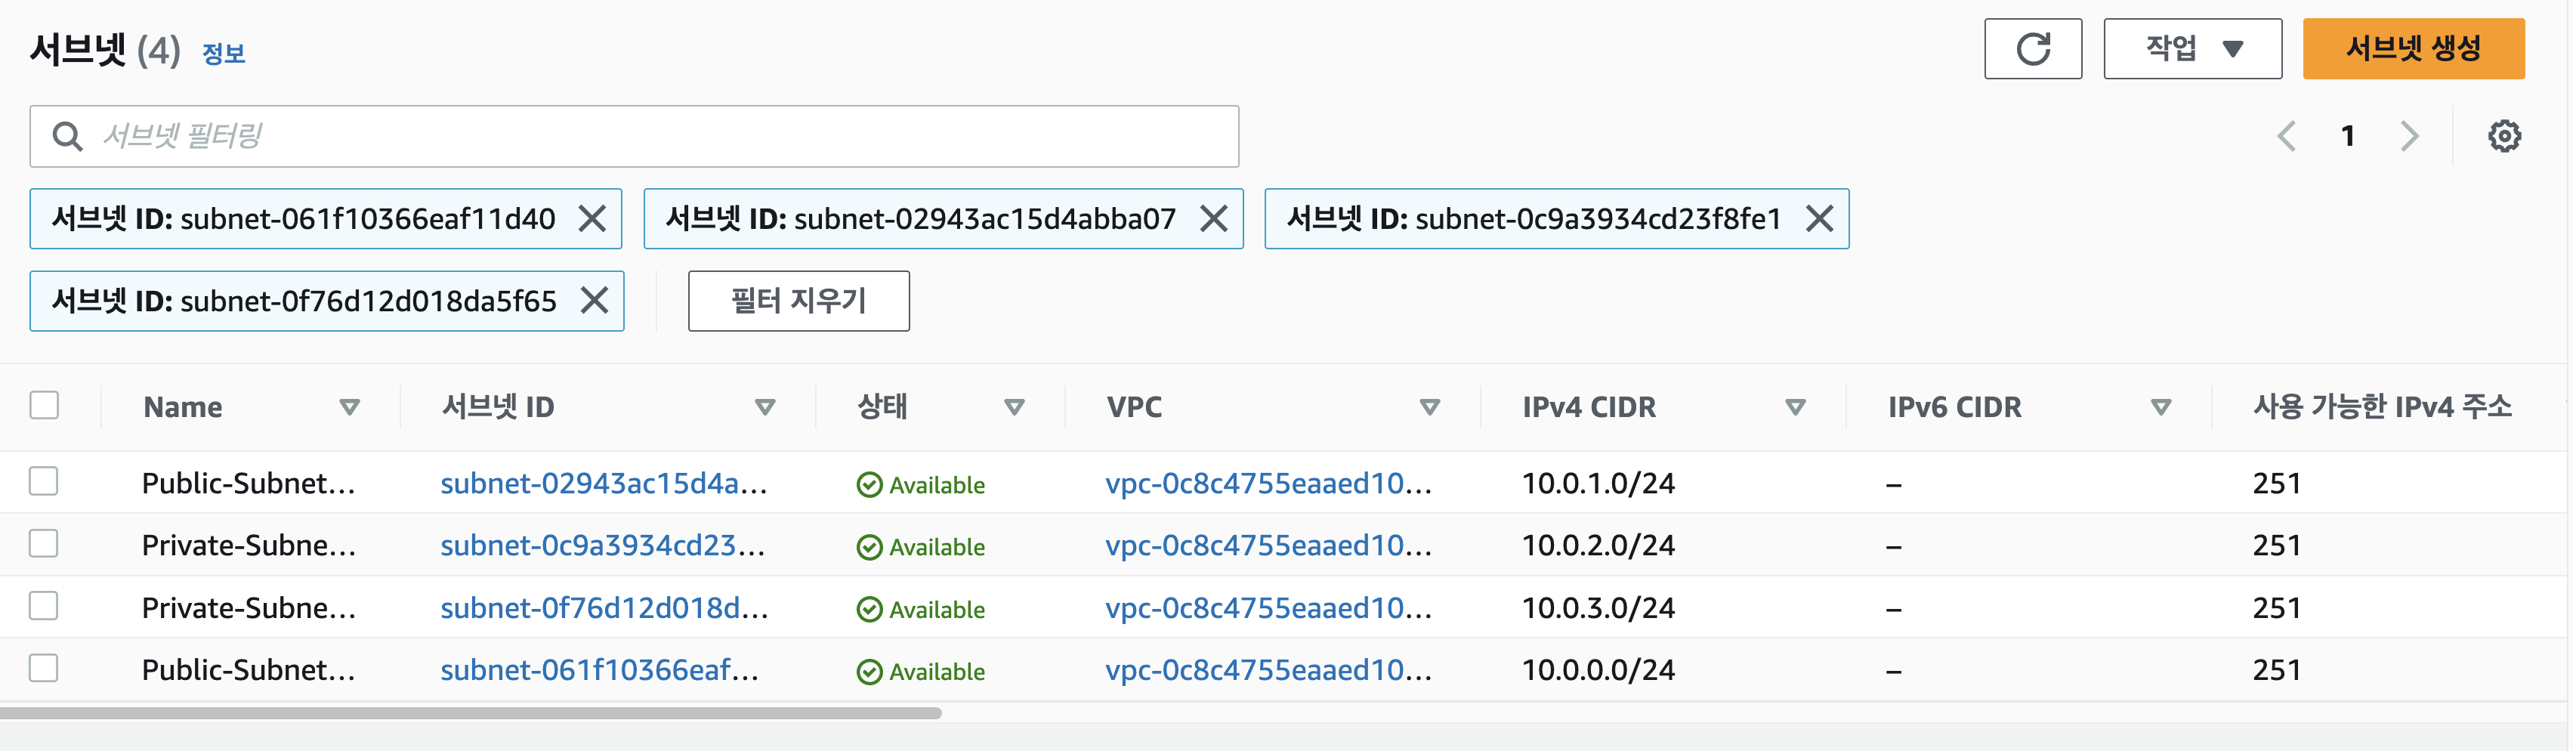 서브넷 (4) 정보
작업
서브넷 생성
서브넷 필터링
1
서브넷 ID: subnet-061f10366eaf11d40
서브넷 ID: subnet-02943ac15d4abba07
서브넷 ID: subnet-0c9a3934cd23f8fe1
서브넷 ID: subnet-0f76d12d018da5f65
필터 지우기
Name 서브넷 ID 상태 VPC IPv4 CIDR IPv6 CIDR 사용 가능한 IPv4 주소
Public-Subnet... subnet-02943ac15d4a... Available vpc-0c8c4755eaaed10... 10.0.1.0/24 – 251
Private-Subne... subnet-0c9a3934cd23... Available vpc-0c8c4755eaaed10... 10.0.2.0/24 – 251
Private-Subne... subnet-0f76d12d018d... Available vpc-0c8c4755eaaed10... 10.0.3.0/24 – 251
Public-Subnet... subnet-061f10366eaf... Available vpc-0c8c4755eaaed10... 10.0.0.0/24 – 251